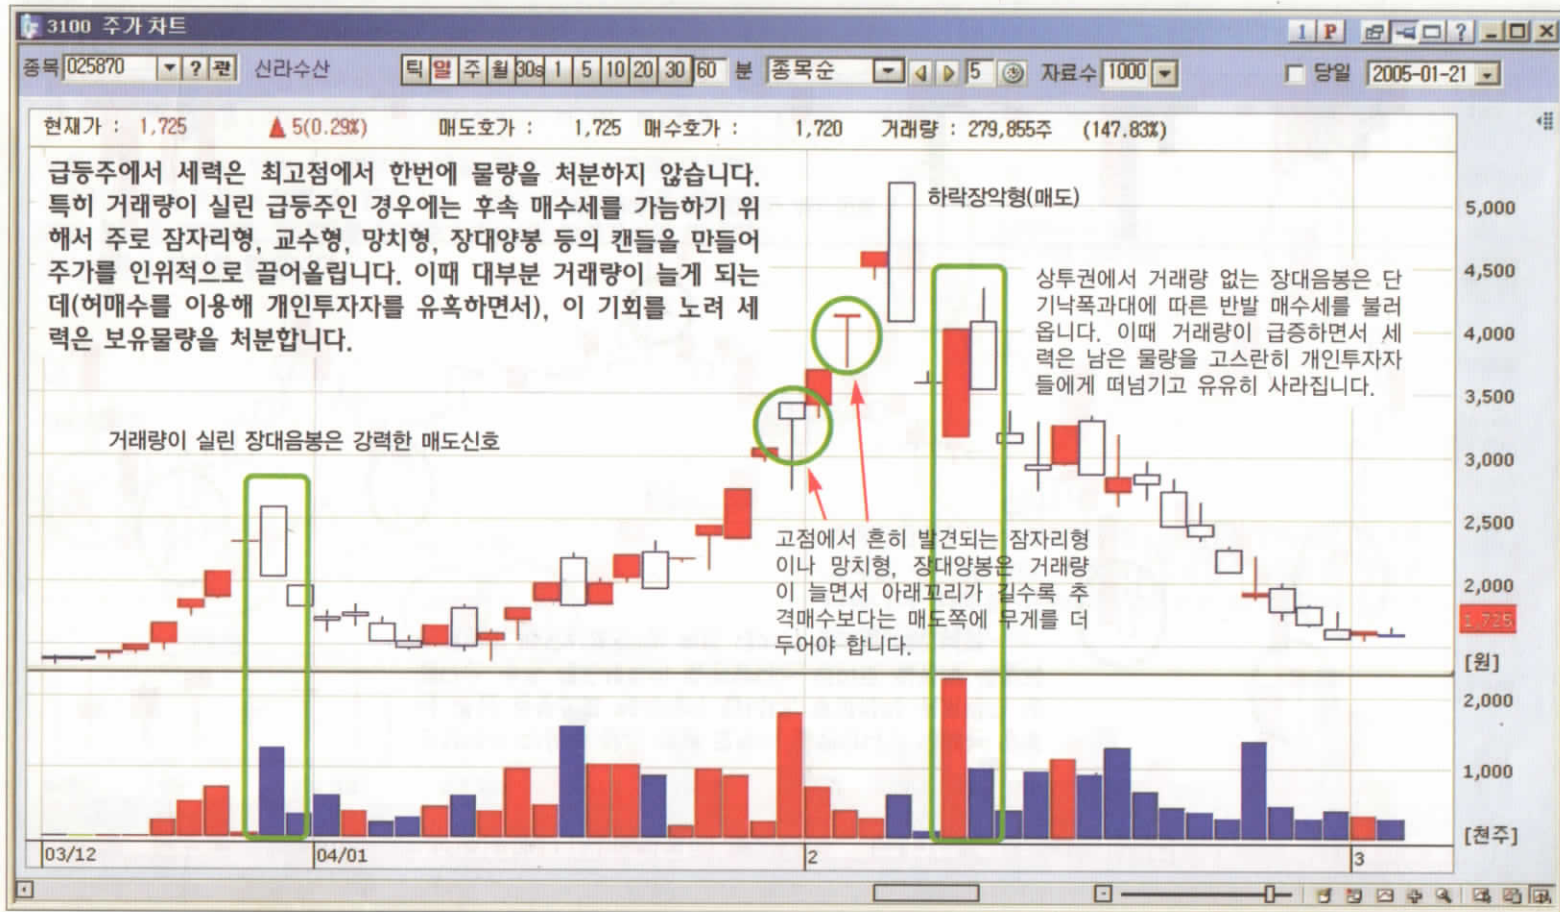 3100 주가차트
1 P ?
종목 025870 ? 관 신라수산 틱 일 주 월 30s 1 5 10 20 30 60 분 종목순 5 자료수 1000 당일 2005-01-21
현재가 : 1,725 ▲ 5(0.29%) 매도호가 : 1,725 매수호가 : 1,720 거래량 : 279,855주 (147.83%)
급등주에서 세력은 최고점에서 한번에 물량을 처분하지 않습니다.
특히 거래량이 실린 급등주인 경우에는 후속 매수세를 가늠하기 위
해서 주로 잠자리형, 교수형, 망치형, 장대양봉 등의 캔들을 만들어
주가를 인위적으로 끌어올립니다. 이때 대부분 거래량이 늘게 되는
데(허매수를 이용해 개인투자자를 유혹하면서), 이 기회를 노려 세
력은 보유물량을 처분합니다.
하락장악형(매도)
상투권에서 거래량 없는 장대음봉은 단
기낙폭과대에 따른 반발 매수세를 불러
옵니다. 이때 거래량이 급증하면서 세
력은 남은 물량을 고스란히 개인투자자
들에게 떠넘기고 유유히 사라집니다.
거래량이 실린 장대음봉은 강력한 매도신호
고점에서 흔히 발견되는 잠자리형
이나 망치형, 장대양봉은 거래량
이 늘면서 아래꼬리가 길수록 추
격매수보다는 매도쪽에 무게를 더
두어야 합니다.
5,000
4,500
4,000
3,500
3,000
2,500
2,000
1,725
[원]
2,000
1,000
[천주]
03/12 04/01 2 3